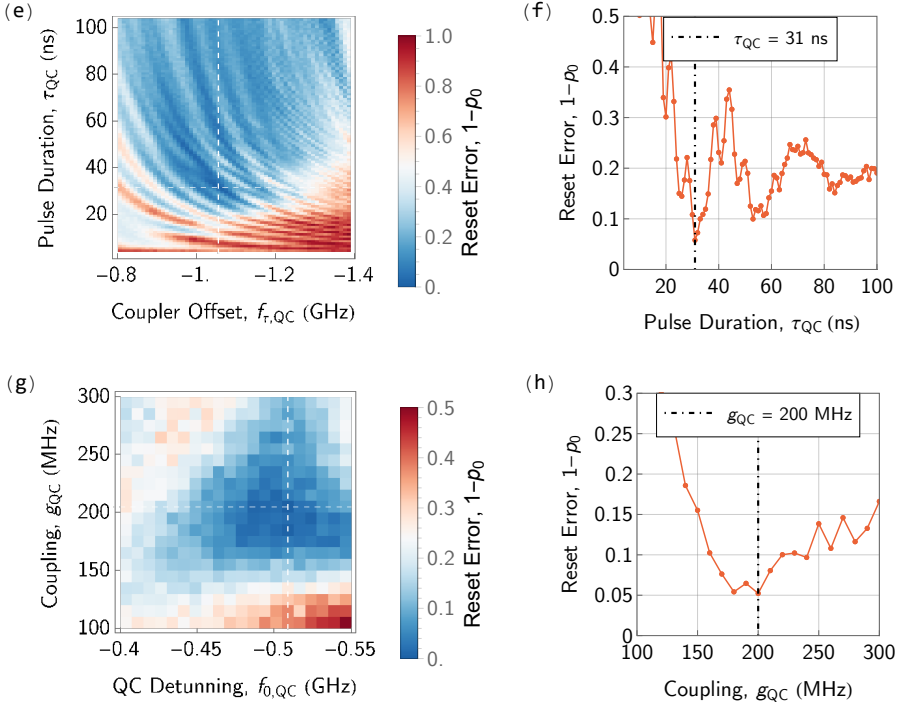 (e)
Pulse Duration, τQC (ns)
100
80
60
40
20
−0.8 −1. −1.2 −1.4
Coupler Offset, fτ,QC (GHz)
1.0
0.8
0.6
0.4
0.2
0.
Reset Error, 1−p0
(f)
τQC = 31 ns
Reset Error, 1−p0
0.5
0.4
0.3
0.2
0.1
0
20 40 60 80 100
Pulse Duration, τQC (ns)
(g)
Coupling, gQC (MHz)
300
250
200
150
100
−0.4 −0.45 −0.5 −0.55
QC Detunning, f0,QC (GHz)
0.5
0.4
0.3
0.2
0.1
0.
Reset Error, 1−p0
(h)
gQC = 200 MHz
Reset Error, 1−p0
0.3
0.25
0.2
0.15
0.1
0.05
0
100 150 200 250 300
Coupling, gQC (MHz)